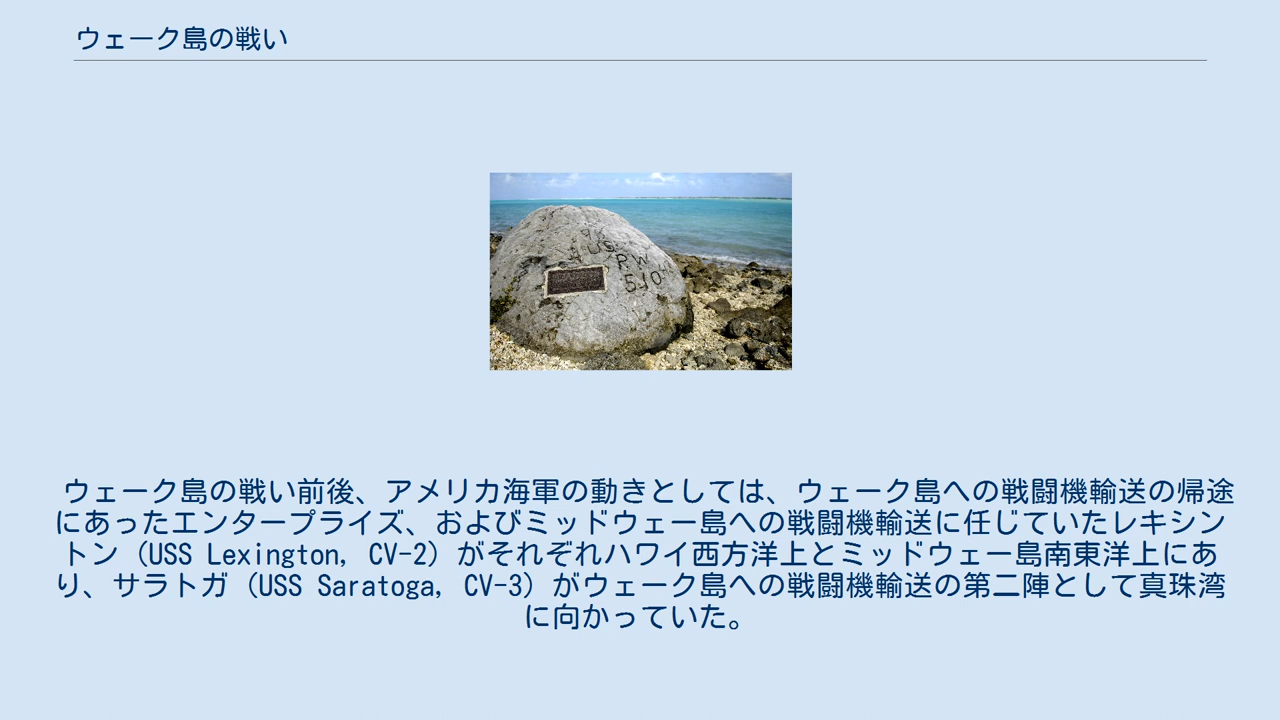 ウェーク島の戦い
98
US
P.W.
5-10-
ウェーク島の戦い前後、アメリカ海軍の動きとしては、ウェーク島への戦闘機輸送の帰途
にあったエンタープライズ、およびミッドウェー島への戦闘機輸送に任じていたレキシン
トン (USS Lexington, CV-2) がそれぞれハワイ西方洋上とミッドウェー島南東洋上にあ
り、サラトガ (USS Saratoga, CV-3) がウェーク島への戦闘機輸送の第二陣として真珠湾
に向かっていた。